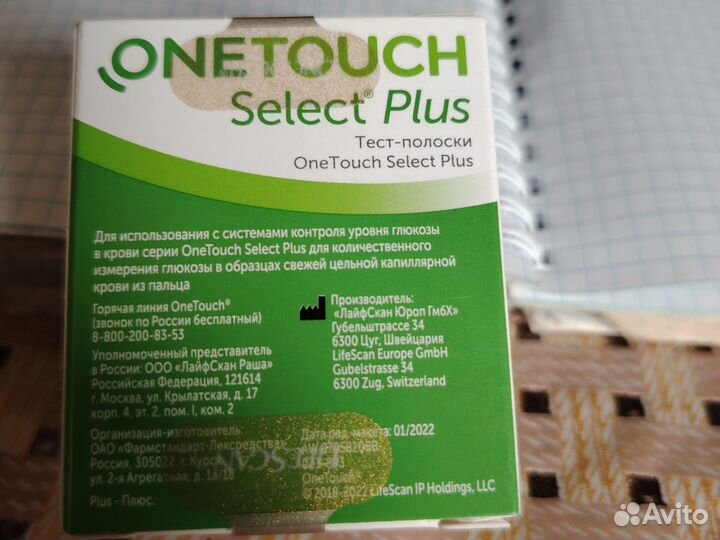 ONETOUCH
Select® Plus
Тест-полоски
OneTouch Select Plus
Для использования с системами контроля уровня глюкозы
в крови серии OneTouch Select Plus для количественного
измерения глюкозы в образцах свежей цельной капиллярной
крови из пальца
Горячая линия OneTouch®
(звонок по России бесплатный)
8-800-200-83-53
Уполномоченный представитель
в России: ООО «ЛайфСкан Раша»
Российская Федерация, 121614
г. Москва, ул. Крылатская, д. 17
корп. 4, эт. 2, пом. I, ком. 2
Организация-изготовитель:
ОАО «Фармстандарт-Лексредства»
Россия, 305022, г. Курск,
ул. 2-я Агрегатная, д. 1а/18
Plus - Плюс.
Производитель:
«ЛайфСкан Юроп ГмбХ»
Губельштрассе 34
6300 Цуг, Швейцария
LifeScan Europe GmbH
Gubelstrasse 34
6300 Zug, Switzerland
Дата ред. макета: 01/2022
OneTouch®
© 2018-2022 LifeScan IP Holdings, LLC
Avito